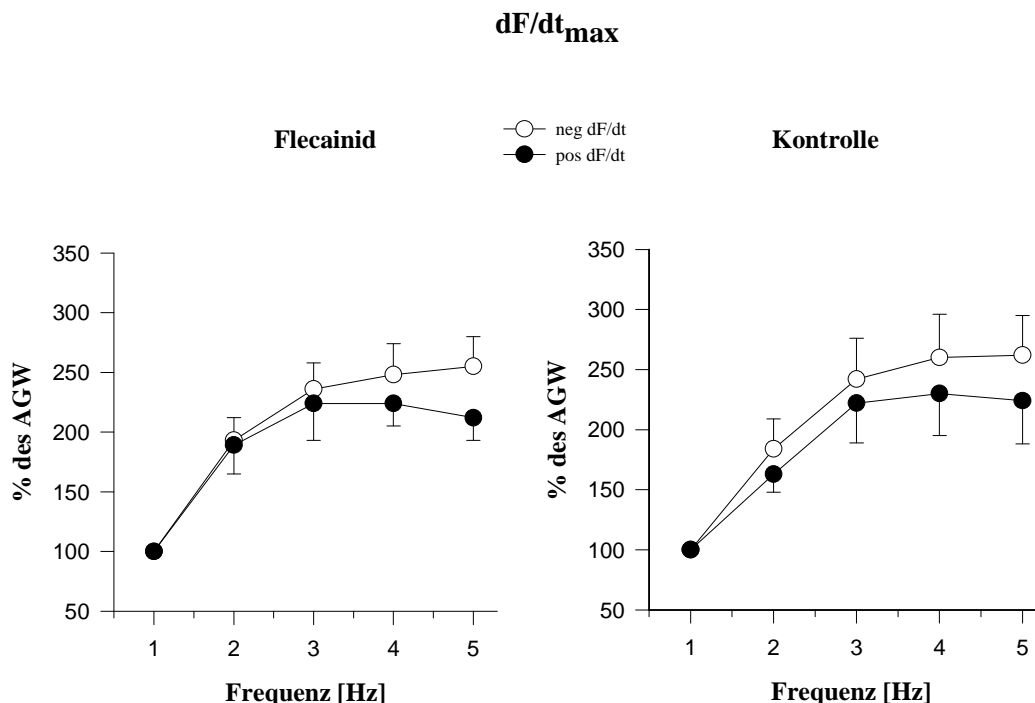 dF/dtmax
Flecainid
neg dF/dt
pos dF/dt
Kontrolle
350
300
250
200
150
100
50
% des AGW
1 2 3 4 5
Frequenz [Hz]
350
300
250
200
150
100
50
% des AGW
1 2 3 4 5
Frequenz [Hz]